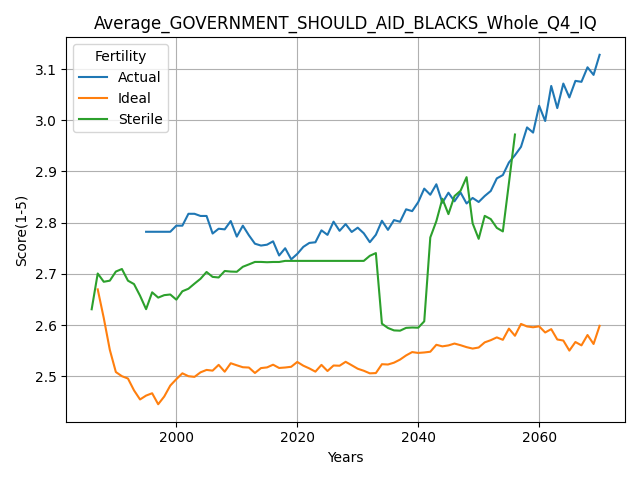 Average_GOVERNMENT_SHOULD_AID_BLACKS_Whole_Q4_IQ
Fertility
Actual
Ideal
Sterile
Score(1-5)
3.1
3.0
2.9
2.8
2.7
2.6
2.5
2000
2020
2040
2060
Years